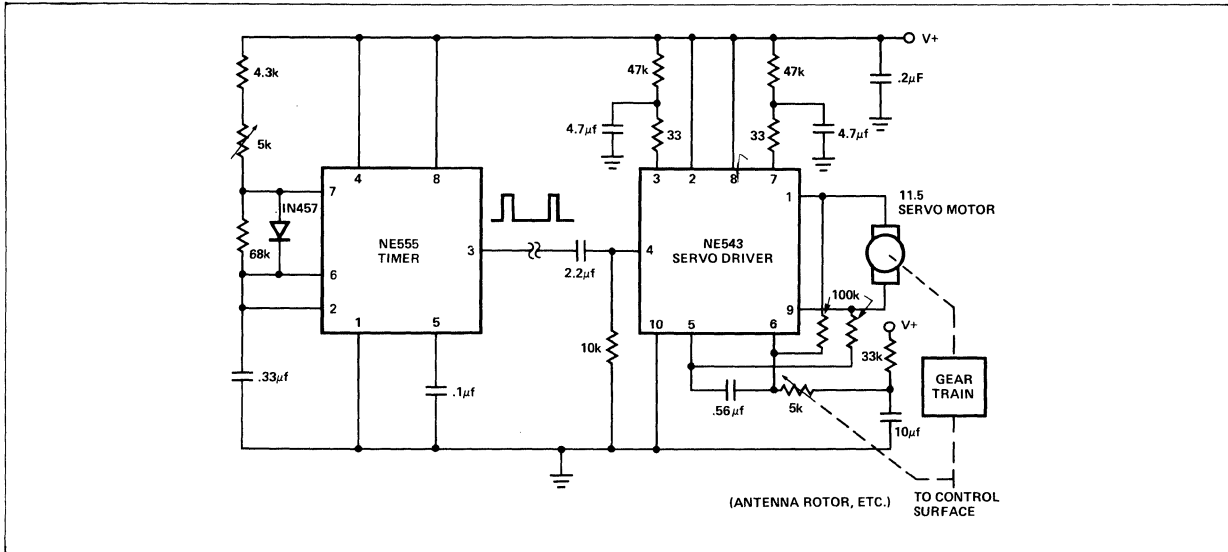 V+
4.3k
47k
47k
.2µF
4.7µf
33
33
4.7µf
5k
4
8
3
2
8
7
7
IN457
1
11.5
SERVO MOTOR
68k
NE555
TIMER
3
2.2µf
4
NE543
SERVO DRIVER
6
2
100k
9
1
5
10
5
6
V+
10k
33k
.33µf
.1µf
.56µf
5k
GEAR
TRAIN
10µf
(ANTENNA ROTOR, ETC.)
TO CONTROL
SURFACE